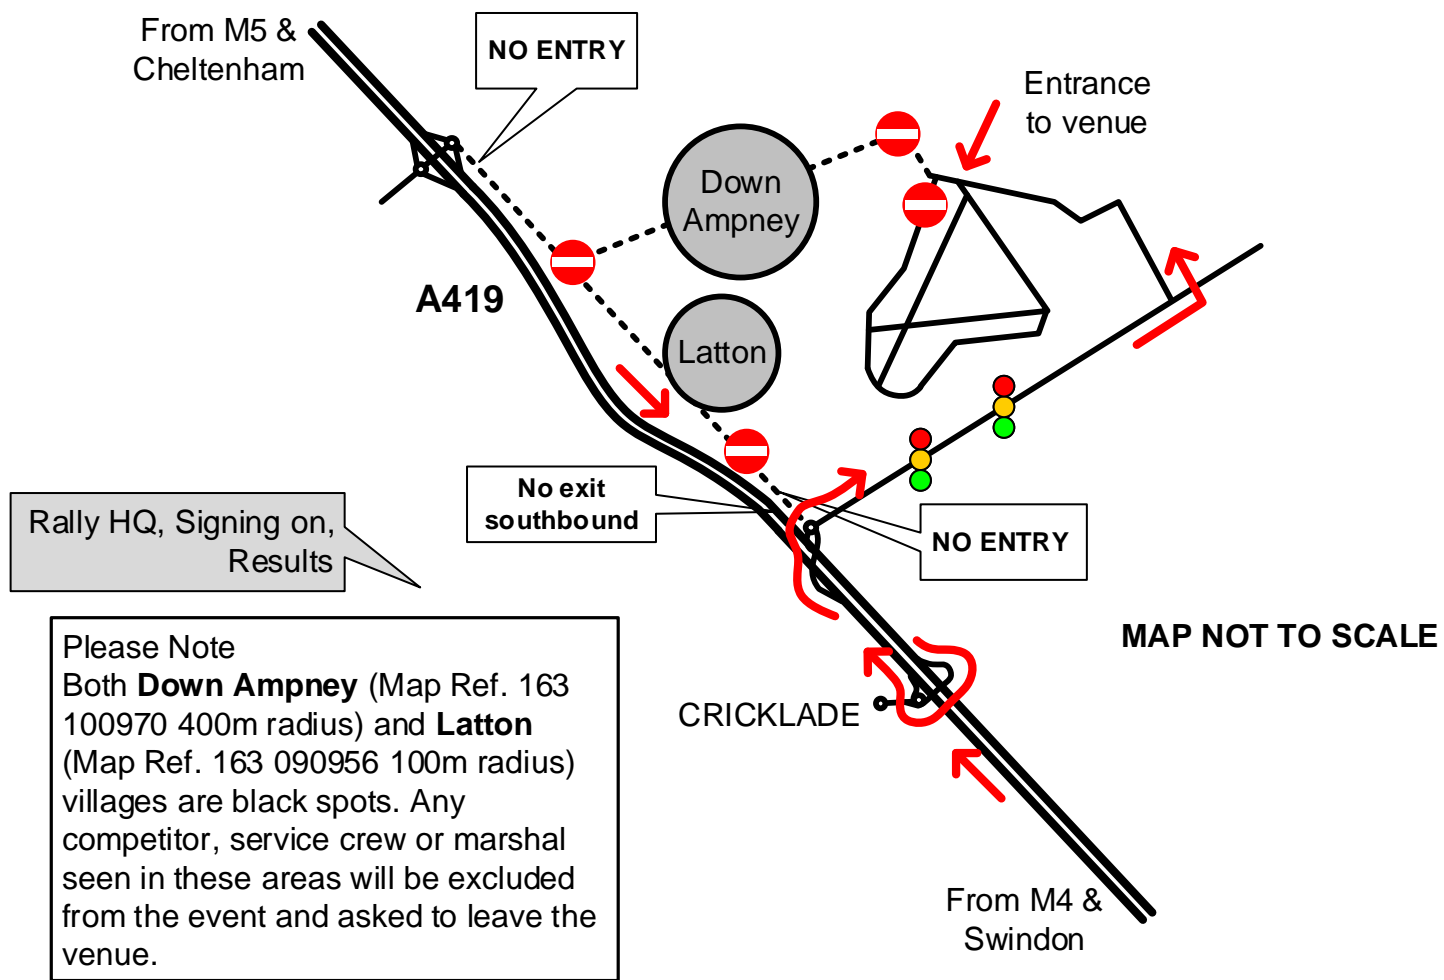 From M5 &
Cheltenham
NO ENTRY
Entrance
to venue
Down
Ampney
A419
Latton
No exit
southbound
NO ENTRY
Rally HQ, Signing on,
Results
MAP NOT TO SCALE
CRICKLADE
Please Note
Both Down Ampney (Map Ref. 163
100970 400m radius) and Latton
(Map Ref. 163 090956 100m radius)
villages are black spots. Any
competitor, service crew or marshal
seen in these areas will be excluded
from the event and asked to leave the
venue.
From M4 &
Swindon